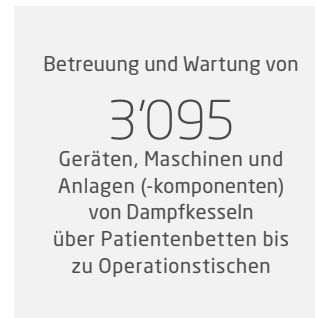 Betreuung und Wartung von
3’095
Geräten, Maschinen und
Anlagen (-komponenten)
von Dampfkesseln
über Patientenbetten bis
zu Operationstischen